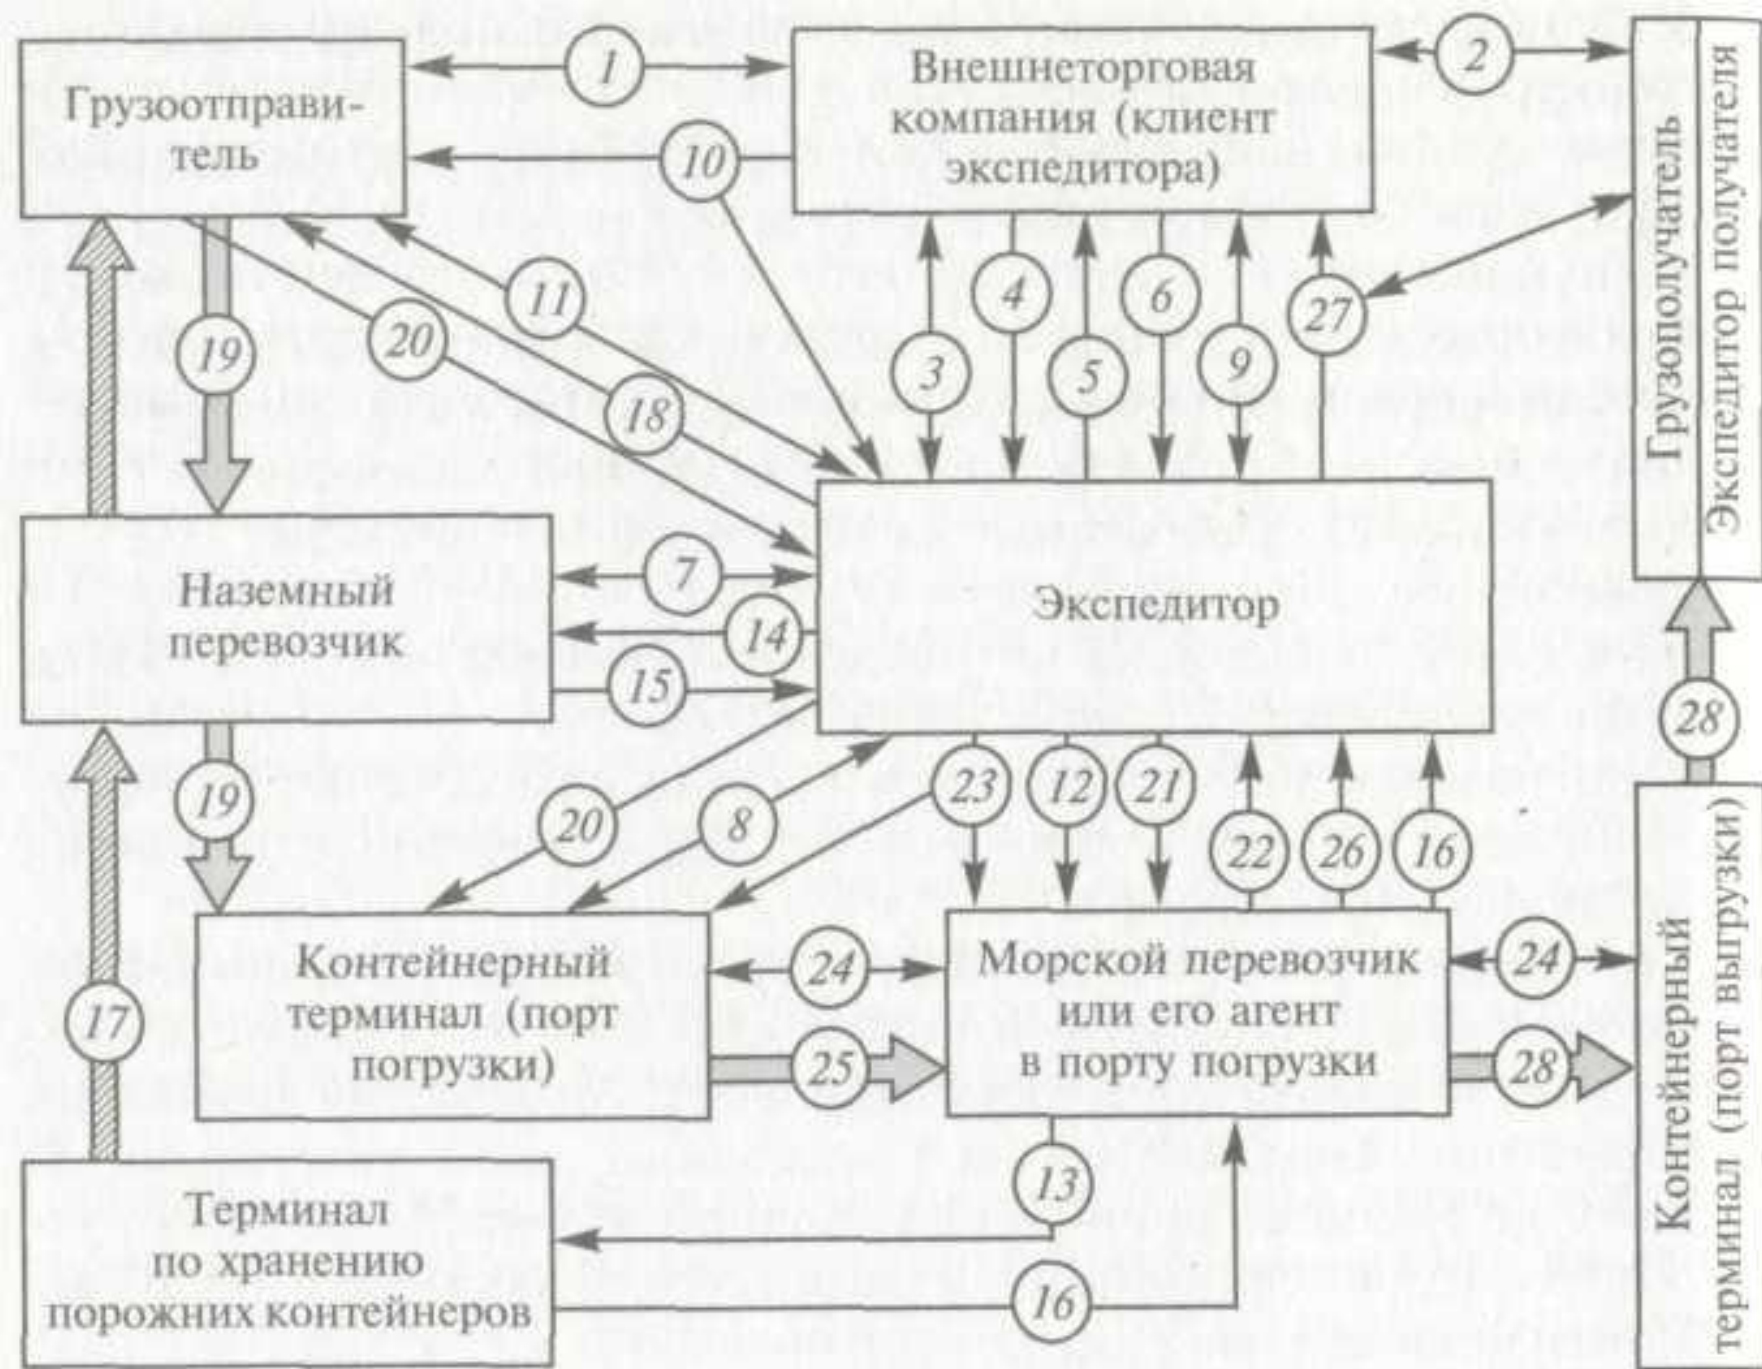 1
2
Грузоотправи-
тель
Внешнеторговая
компания (клиент
экспедитора)
Грузополучатель
Экспедитор получателя
10
11
4
6
27
19
20
3
5
9
18
Наземный
перевозчик
7
14
15
Экспедитор
28
19
20
8
23
12
21
22
26
16
Контейнерный
терминал (порт
погрузки)
24
25
Морской перевозчик
или его агент
в порту погрузки
24
28
Контейнерный
терминал (порт выгрузки)
17
13
16
Терминал
по хранению
порожних контейнеров